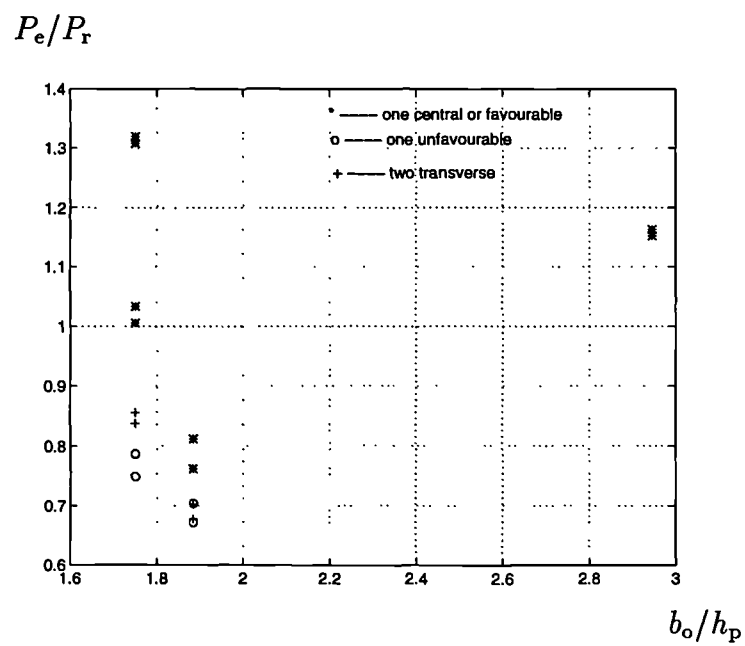 Pe/Pr
1.4
* —— one central or favourable
o —— one unfavourable
+ —— two transverse
1.3
1.2
1.1
1
0.9
0.8
0.7
0.6
1.6 1.8 2 2.2 2.4 2.6 2.8 3
bo/hp